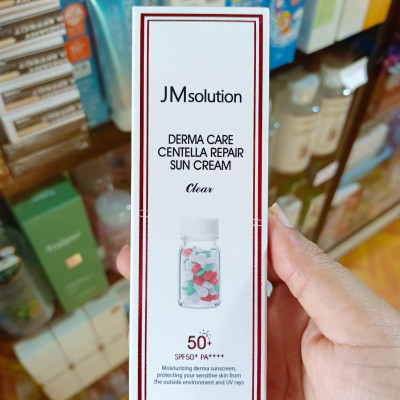 JMsolution
DERMA CARE
CENTELLA REPAIR
SUN CREAM
Clear
50+
SPF50+ PA++++
Moisturizing derma sunscreen,
protecting your sensitive skin from
the outside environment and UV rays